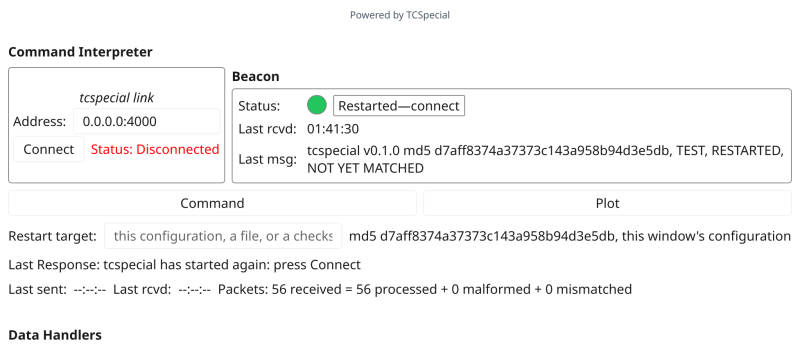 Powered by TCSpecial
Command Interpreter
tcspecial link
Address: 0.0.0.0:4000
Connect Status: Disconnected
Beacon
Status: Restarted—connect
Last rcvd: 01:41:30
Last msg: tcspecial v0.1.0 md5 d7aff8374a37373c143a958b94d3e5db, TEST, RESTARTED,
NOT YET MATCHED
Command Plot
Restart target: this configuration, a file, or a checks md5 d7aff8374a37373c143a958b94d3e5db, this window's configuration
Last Response: tcspecial has started again: press Connect
Last sent: --:--:-- Last rcvd: --:--:-- Packets: 56 received = 56 processed + 0 malformed + 0 mismatched
Data Handlers